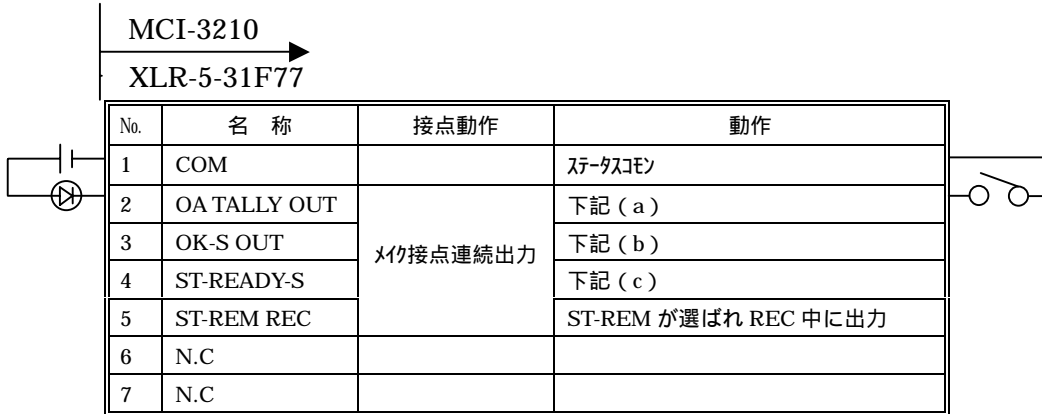 MCI-3210
XLR-5-31F77
№ 名 称 接点動作 動作
1 COM ｽﾃｰﾀｽｺﾓﾝ
2 OA TALLY OUT ﾒｲｸ接点連続出力 下記 ( a )
3 OK-S OUT 下記 ( b )
4 ST-READY-S 下記 ( c )
5 ST-REM REC ST-REM が選ばれ REC 中に出力
6 N.C
7 N.C